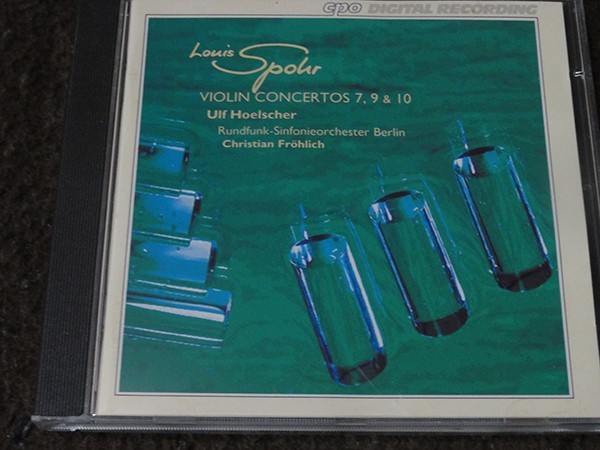 cpo DIGITAL RECORDING
Louis
Spohr
VIOLIN CONCERTOS 7, 9 & 10
Ulf Hoelscher
Rundfunk-Sinfonieorchester Berlin
Christian Fröhlich